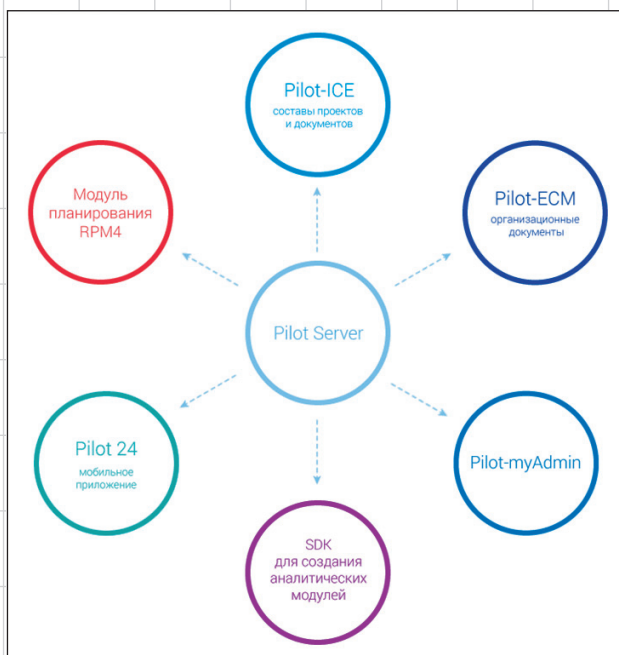 Pilot-ICE
составы проектов
и документов
Модуль
планирования
RPM4
Pilot-ECM
организационные
документы
Pilot Server
Pilot 24
мобильное
приложение
Pilot-myAdmin
SDK
для создания
аналитических
модулей